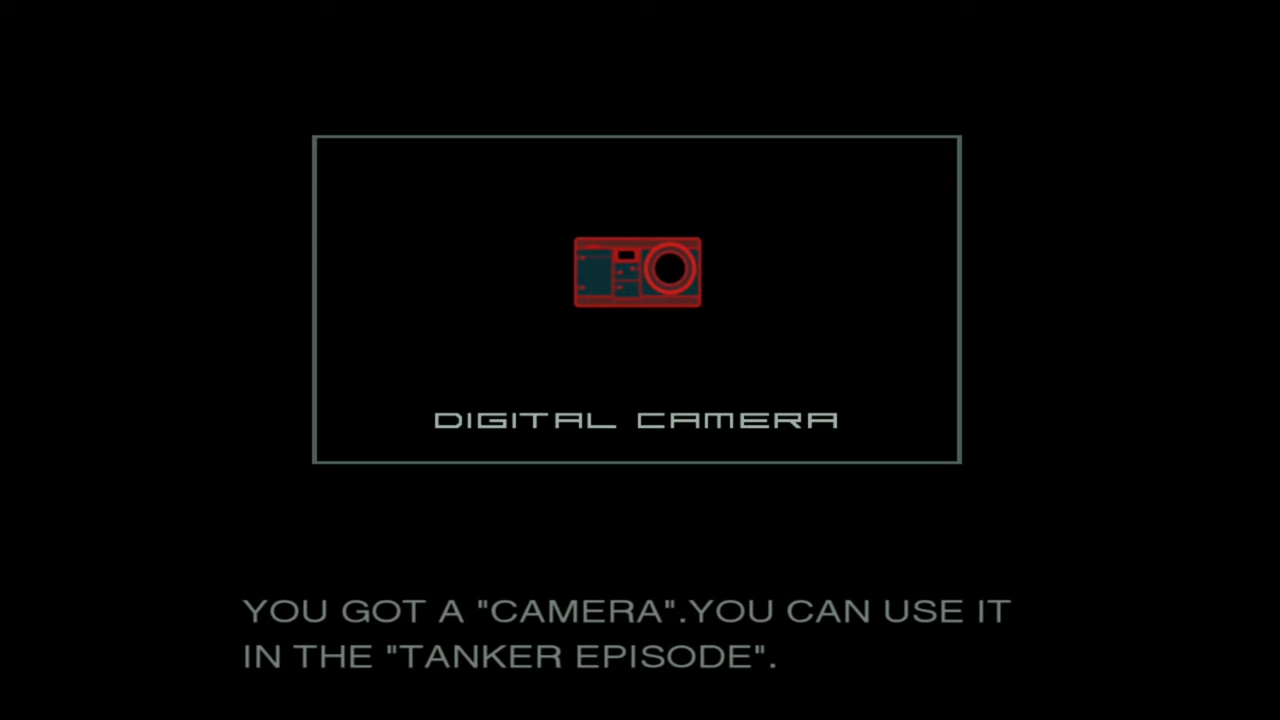 DIGITAL CAMERA
YOU GOT A "CAMERA".YOU CAN USE IT
IN THE "TANKER EPISODE".